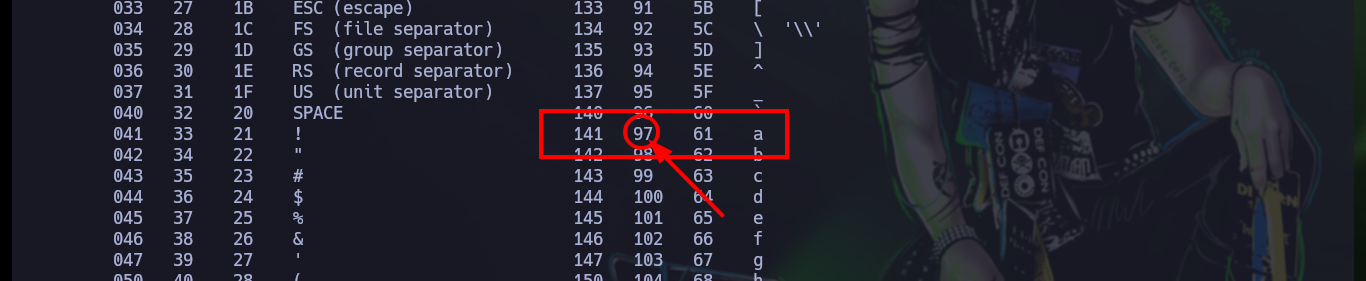 033 27 1B ESC (escape) 133 91 5B [
034 28 1C FS (file separator) 134 92 5C \ '\\'
035 29 1D GS (group separator) 135 93 5D ]
036 30 1E RS (record separator) 136 94 5E ^
037 31 1F US (unit separator) 137 95 5F _
040 32 20 SPACE 140 96 60 `
041 33 21 ! 141 97 61 a
042 34 22 " 142 98 62 b
043 35 23 # 143 99 63 c
044 36 24 $ 144 100 64 d
045 37 25 % 145 101 65 e
046 38 26 & 146 102 66 f
047 39 27 ' 147 103 67 g
050 40 28 ( 150 104 68 h
DEF CON
DEF CON